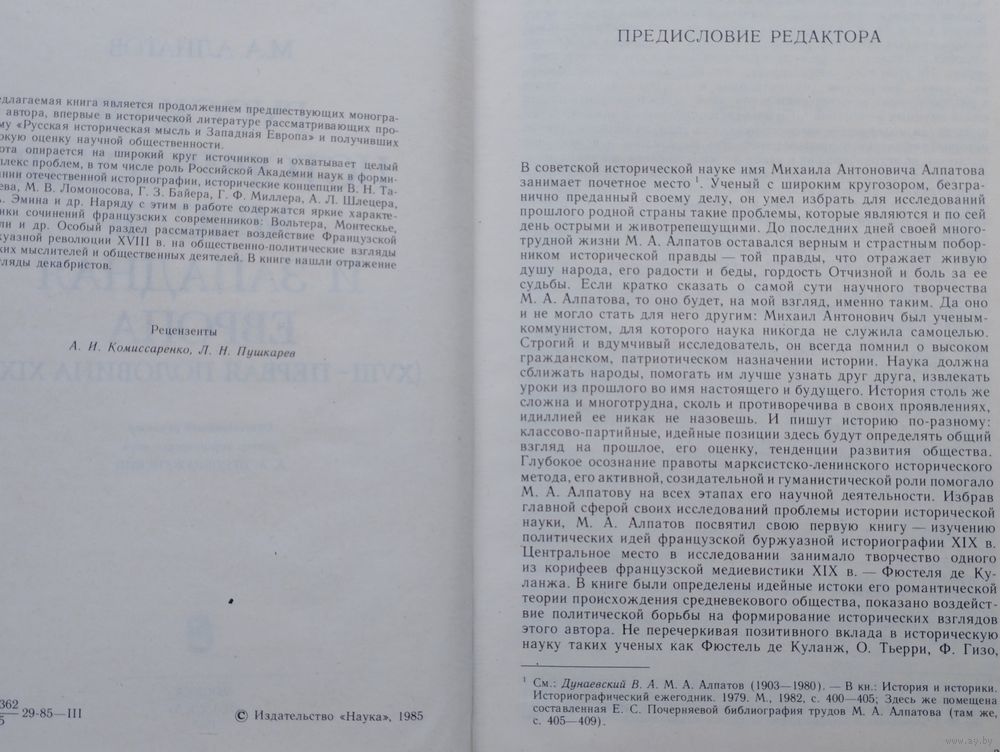 едлагаемая книга является продолжением предшествующих моногра-
автора, впервые в исторической литературе рассматривающих про-
му «Русская историческая мысль и Западная Европа» и получивших
окую оценку научной общественности.
ота опирается на широкий круг источников и охватывает целый
плекс проблем, в том числе роль Российской Академии наук в форми-
ании отечественной историографии, исторические концепции В. Н. Та-
ева, М. В. Ломоносова, Г. З. Байера, Г. Ф. Миллера, А. Л. Шлецера,
. Эмина и др. Наряду с этим в работе содержатся яркие характе-
ики сочинений французских современников: Вольтера, Монтескье,
ли и др. Особый раздел рассматривает воздействие Французской
жуазной революции XVIII в. на общественно-политические взгляды
ких мыслителей и общественных деятелей. В книге нашли отражение
ляды декабристов.
Рецензенты
А. И. Комиссаренко, Л. Н. Пушкарев
362
5
29-85-III
© Издательство «Наука», 1985
ПРЕДИСЛОВИЕ РЕДАКТОРА
В советской исторической науке имя Михаила Антоновича Алпатова
занимает почетное место ¹. Ученый с широким кругозором, безгра-
нично преданный своему делу, он умел избрать для исследований
прошлого родной страны такие проблемы, которые являются и по сей
день острыми и животрепещущими. До последних дней своей много-
трудной жизни М. А. Алпатов оставался верным и страстным побор-
ником исторической правды — той правды, что отражает живую
душу народа, его радости и беды, гордость Отчизной и боль за ее
судьбы. Если кратко сказать о самой сути научного творчества
М. А. Алпатова, то оно будет, на мой взгляд, именно таким. Да оно
и не могло стать для него другим: Михаил Антонович был ученым-
коммунистом, для которого наука никогда не служила самоцелью.
Строгий и вдумчивый исследователь, он всегда помнил о высоком
гражданском, патриотическом назначении истории. Наука должна
сближать народы, помогать им лучше узнать друг друга, извлекать
уроки из прошлого во имя настоящего и будущего. История столь же
сложна и многотрудна, сколь и противоречива в своих проявлениях,
идиллией ее никак не назовешь. И пишут историю по-разному:
классово-партийные, идейные позиции здесь будут определять общий
взгляд на прошлое, его оценку, тенденции развития общества.
Глубокое осознание правоты марксистско-ленинского исторического
метода, его активной, созидательной и гуманистической роли помогало
М. А. Алпатову на всех этапах его научной деятельности. Избрав
главной сферой своих исследований проблемы истории исторической
науки, М. А. Алпатов посвятил свою первую книгу — изучению
политических идей французской буржуазной историографии XIX в.
Центральное место в исследовании занимало творчество одного
из корифеев французской медиевистики XIX в. — Фюстеля де Ку-
ланжа. В книге были определены идейные истоки его романтической
теории происхождения средневекового общества, показано воздейст-
вие политической борьбы на формирование исторических взглядов
этого автора. Не перечеркивая позитивного вклада в историческую
науку таких ученых как Фюстель де Куланж, О. Тьерри, Ф. Гизо,
¹ См.: Дунаевский В. А. М. А. Алпатов (1903—1980). — В кн.: История и историки.
Историографический ежегодник. 1979. М., 1982, с. 400—405; Здесь же помещена
составленная Е. С. Почерняевой библиография трудов М. А. Алпатова (там же,
с. 405—409).
www.ay.by